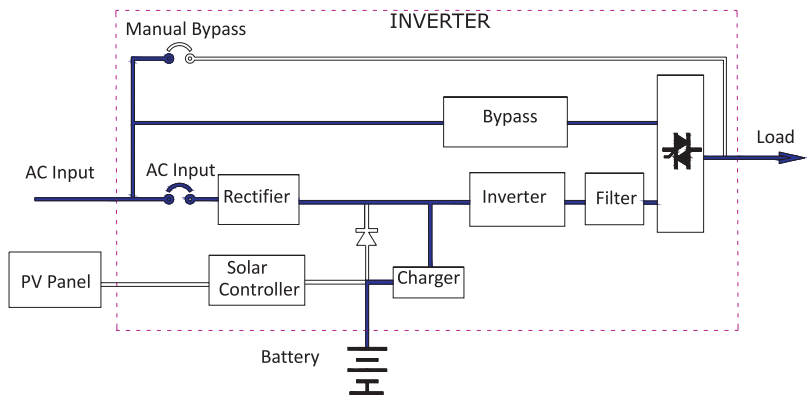 INVERTER
Manual Bypass
Bypass
Load
AC Input
AC Input
Rectifier
Inverter
Filter
PV Panel
Solar
Controller
Charger
Battery